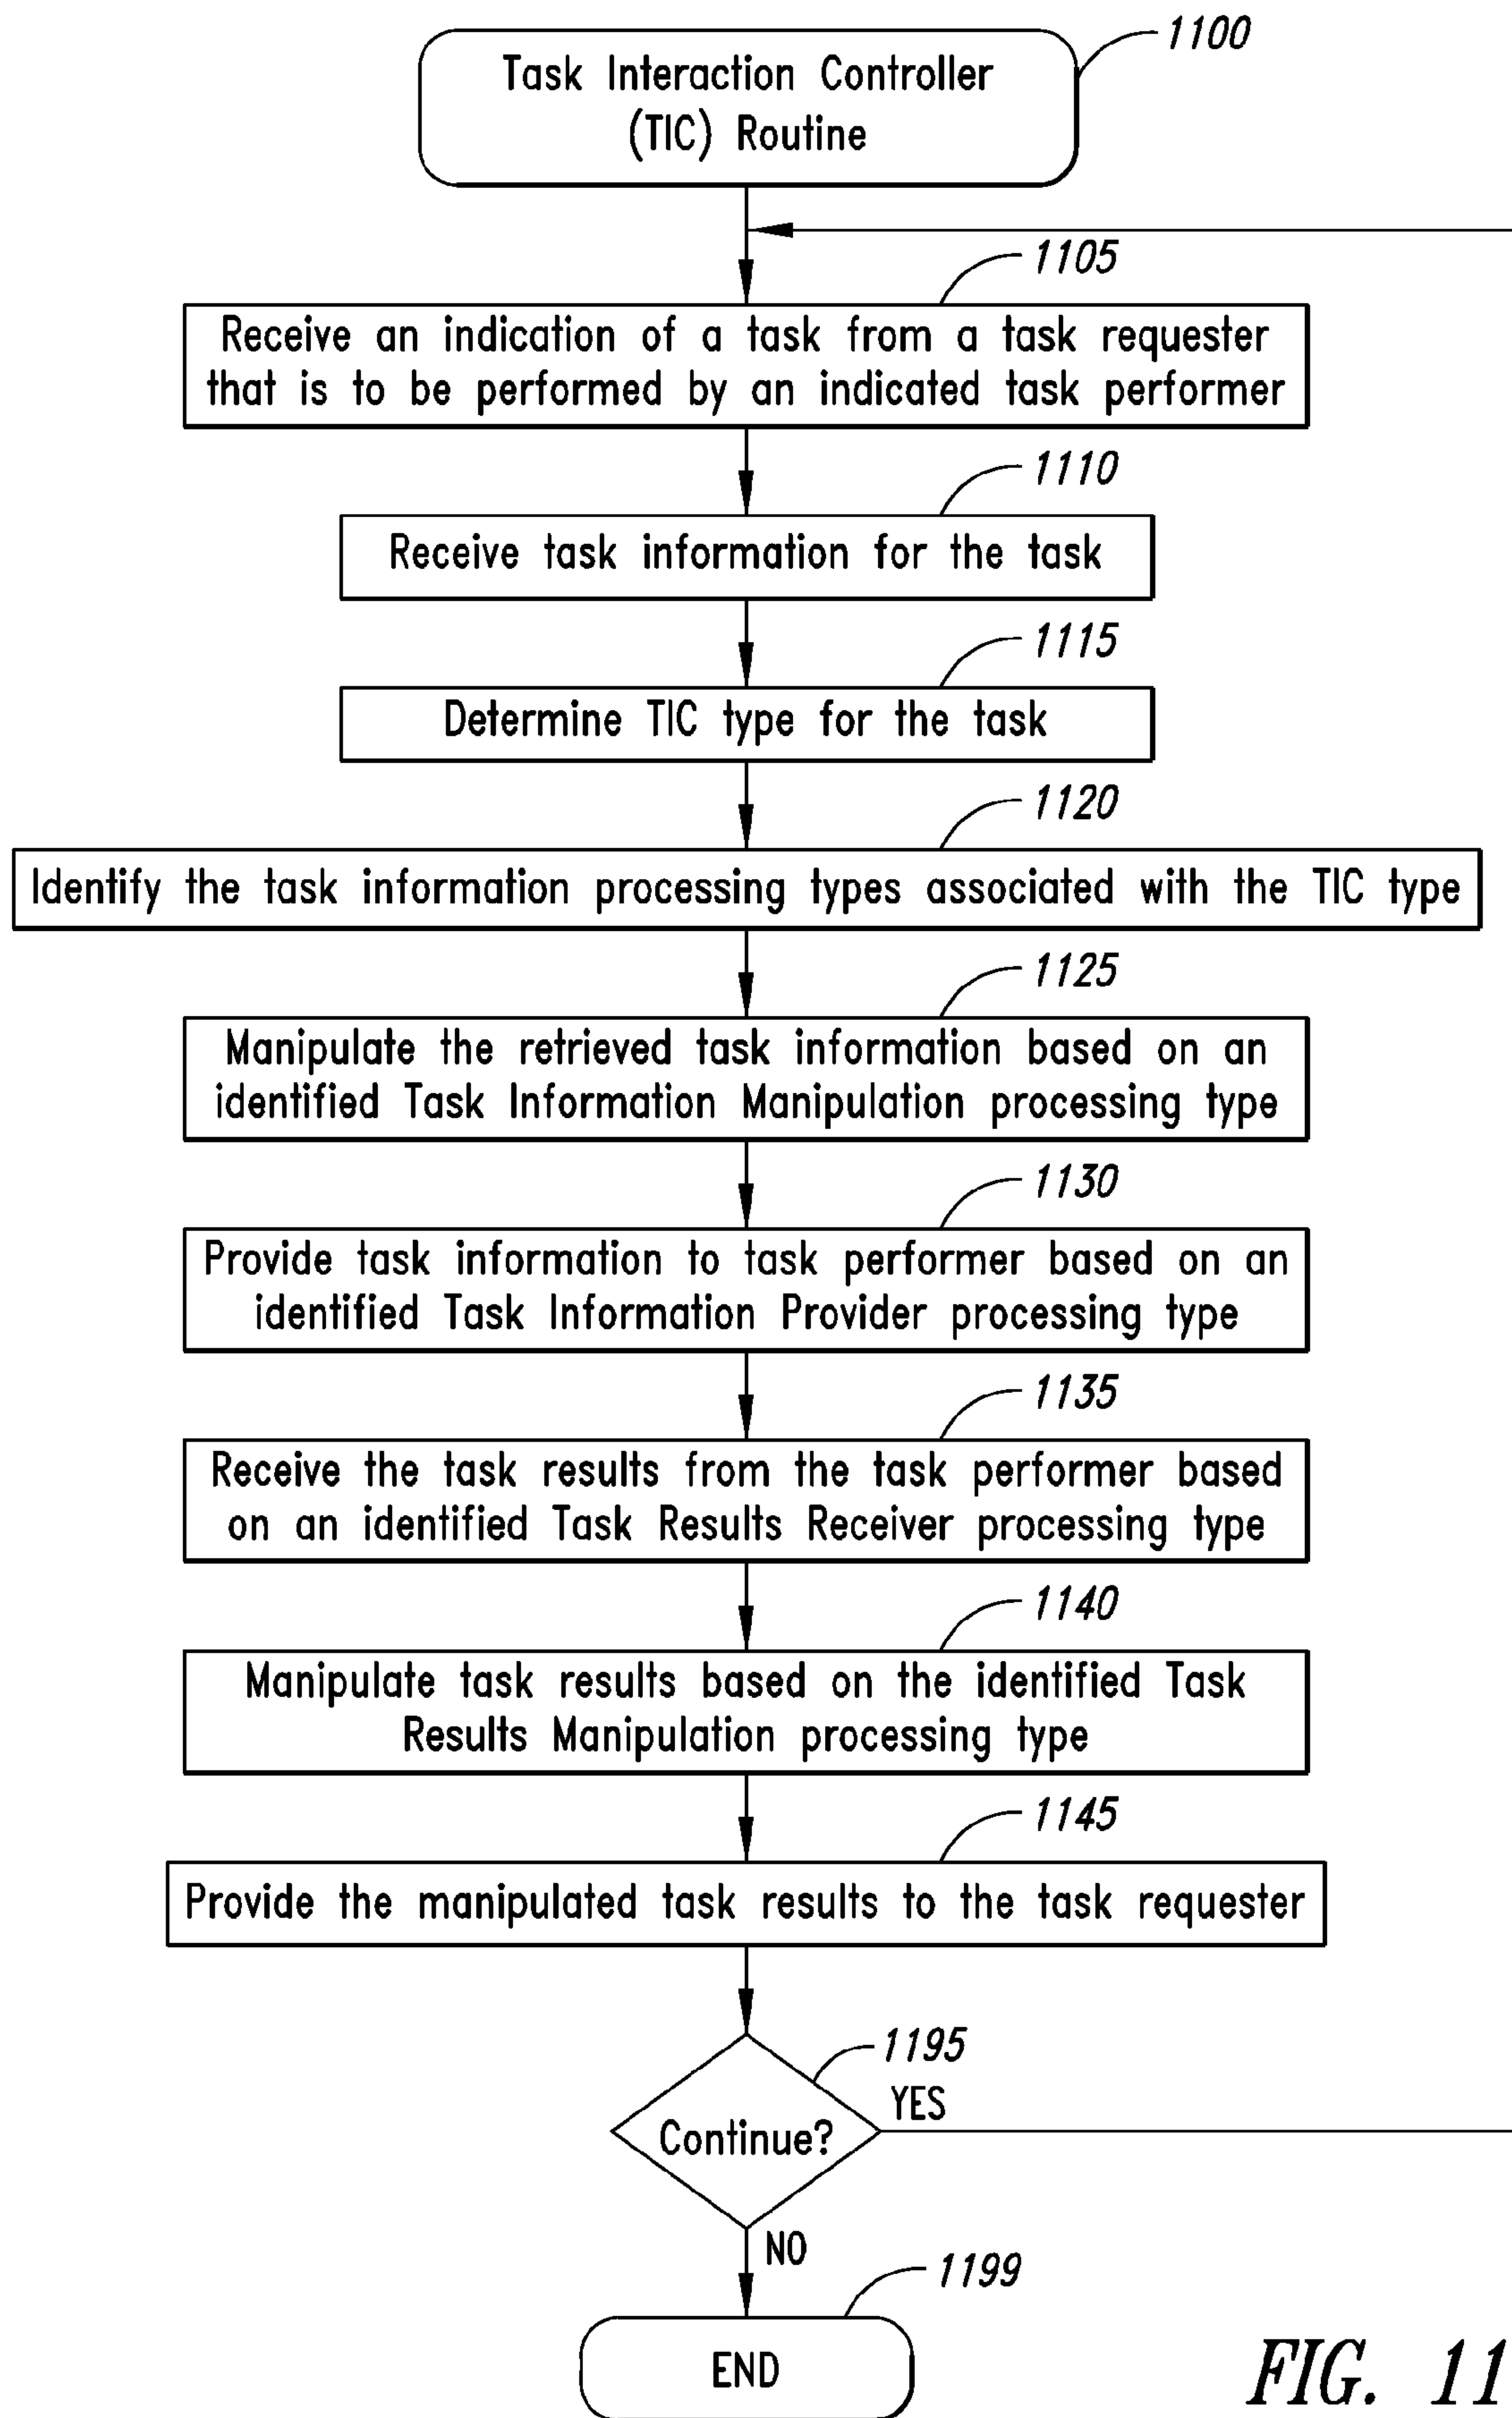 1100
Task Interaction Controller
(TIC) Routine
1105
Receive an indication of a task from a task requester
that is to be performed by an indicated task performer
1110
Receive task information for the task
1115
Determine TIC type for the task
1120
Identify the task information processing types associated with the TIC type
1125
Manipulate the retrieved task information based on an
identified Task Information Manipulation processing type
1130
Provide task information to task performer based on an
identified Task Information Provider processing type
1135
Receive the task results from the task performer based
on an identified Task Results Receiver processing type
1140
Manipulate task results based on the identified Task
Results Manipulation processing type
1145
Provide the manipulated task results to the task requester
1195
YES
Continue?
NO
1199
END
FIG. 11